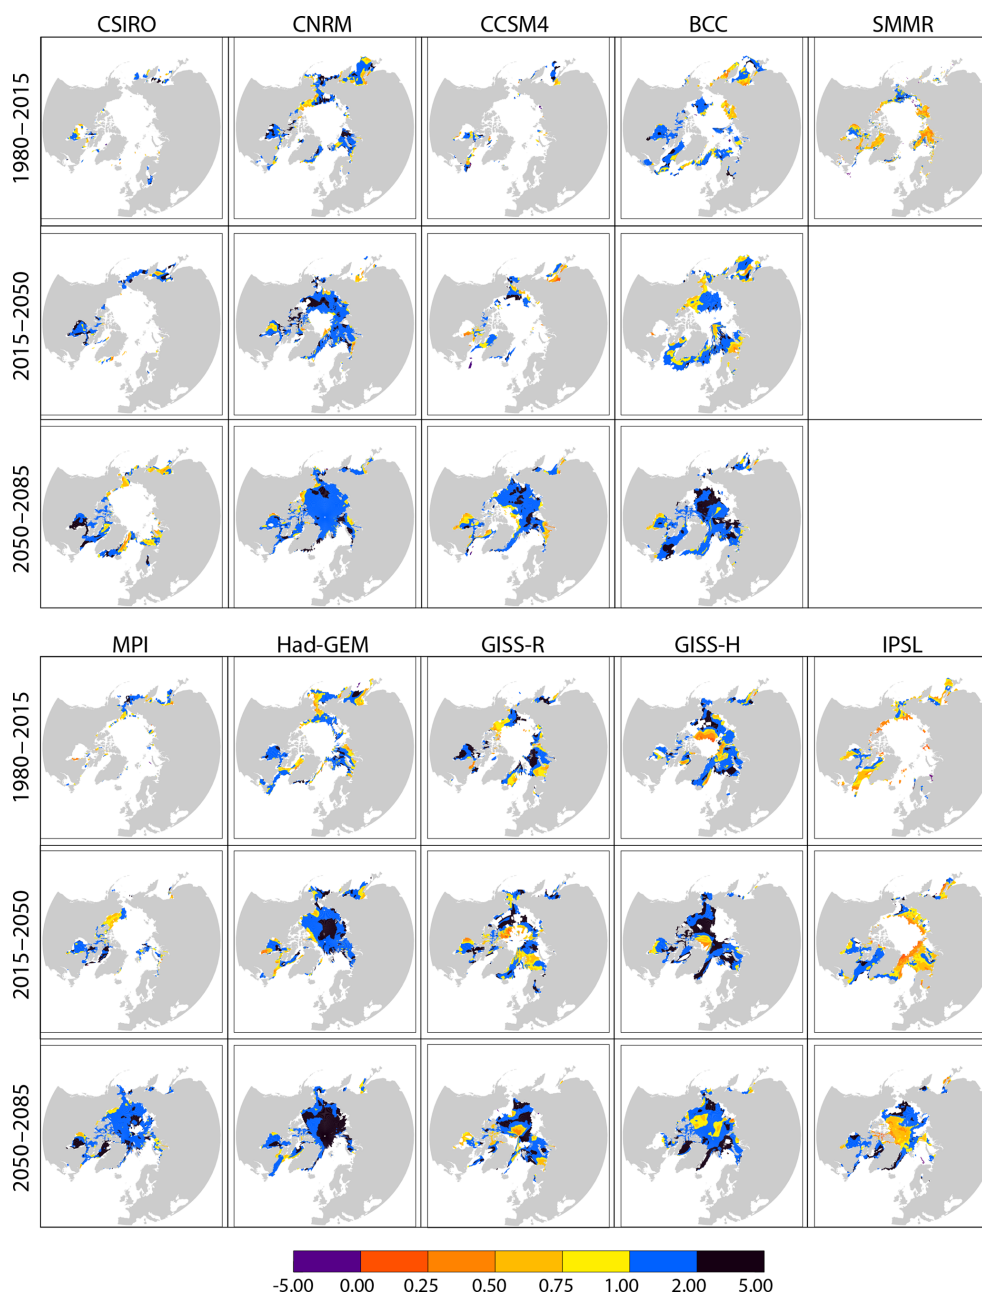 CSIRO CNRM CCSM4 BCC SMMR
1980–2015
2015–2050
2050–2085
MPI Had-GEM GISS-R GISS-H IPSL
1980–2015
2015–2050
2050–2085
-5.00 0.00 0.25 0.50 0.75 1.00 2.00 5.00